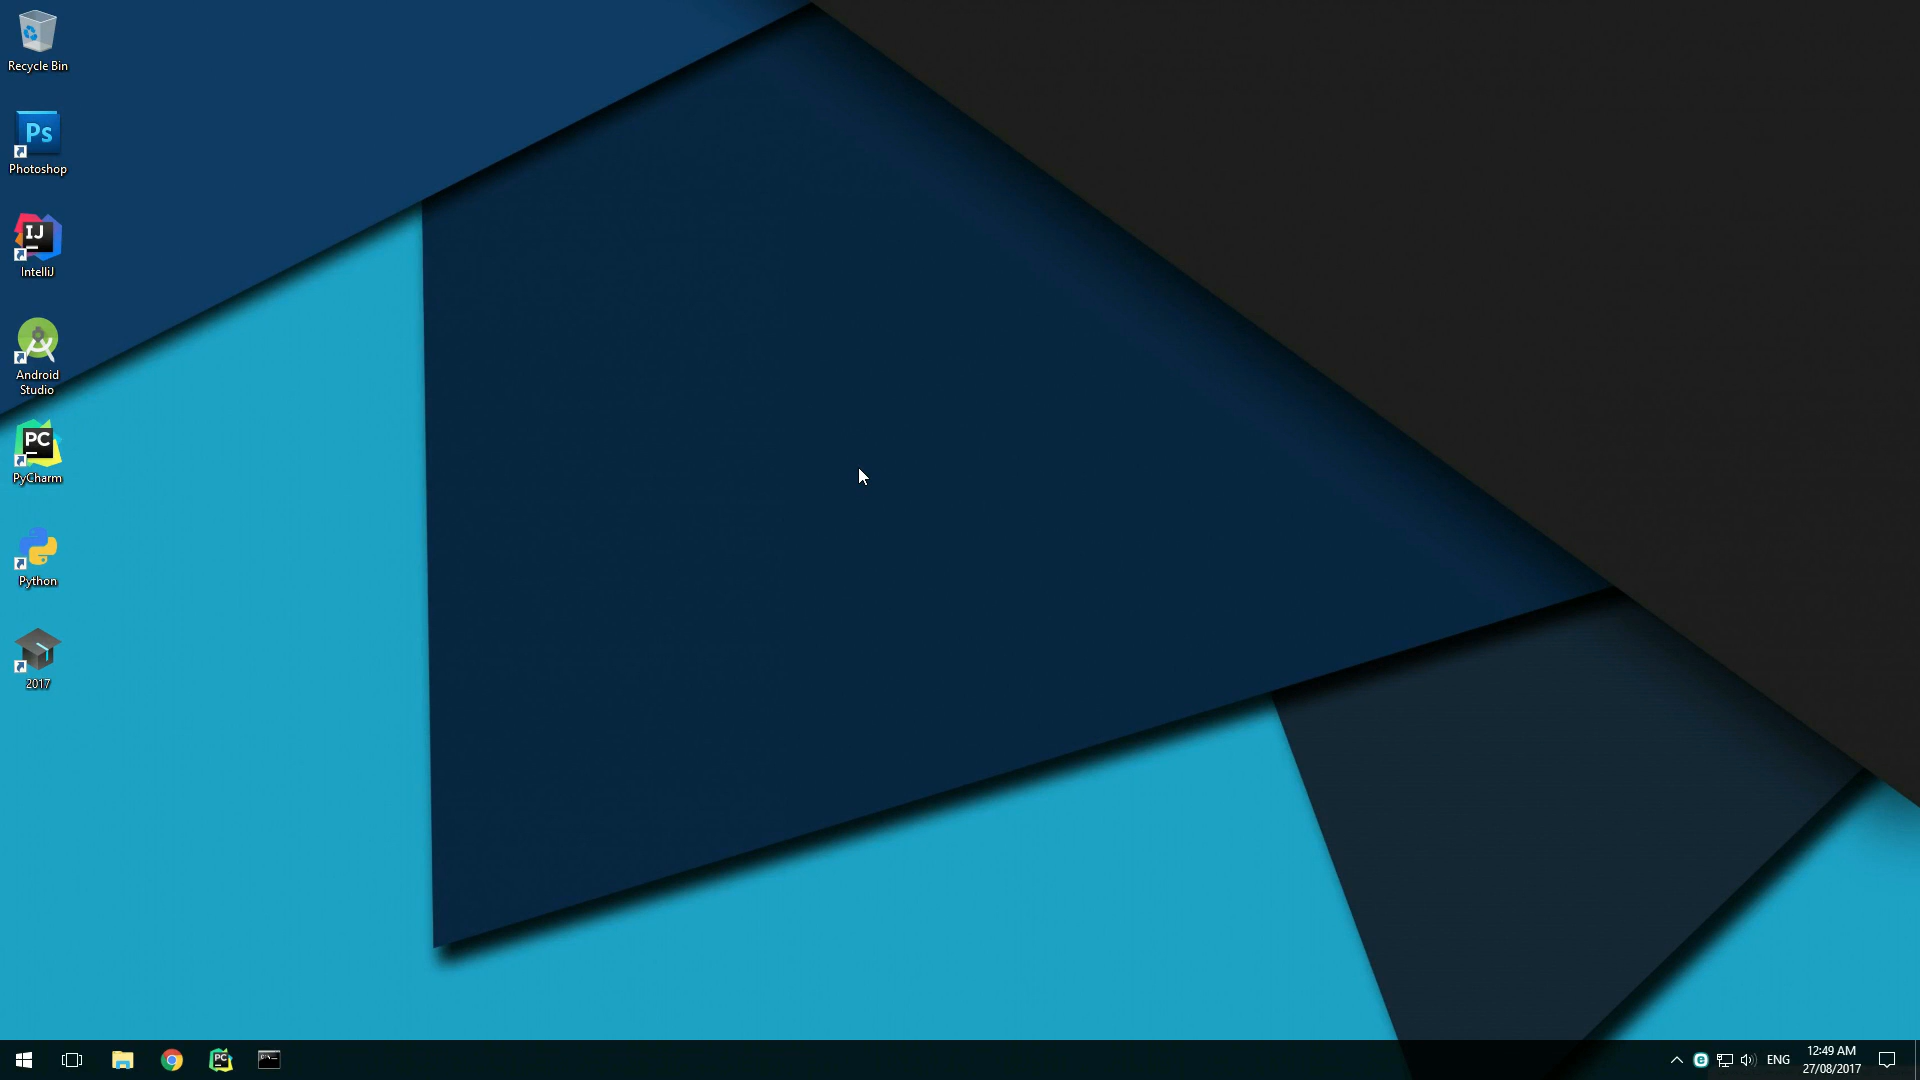 Recycle Bin
Ps
Photoshop
IJ
IntelliJ
Android
Studio
PC
PyCharm
Python
2017
PC
ENG
12:49 AM
27/08/2017